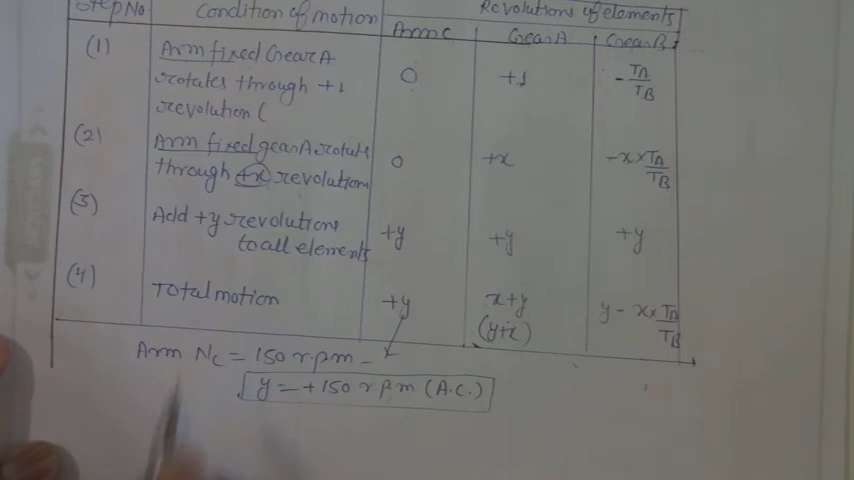 Step No Condition of motion Revolutions of elements
Arm C Gear A Gear B
(1) Arm fixed Gear A 0 +1 - TA/TB
rotates through +1
revolution (
(2) Arm fixed gear A rotates 0 +x -x × TA/TB
through +x revolutions
(3) Add +y revolutions +y +y +y
to all elements
(4) Total motion +y x+y y - x × TA/TB
(y+x)
Arm NC = 150 r.p.m -
y = +150 r.p.m (A.C.)